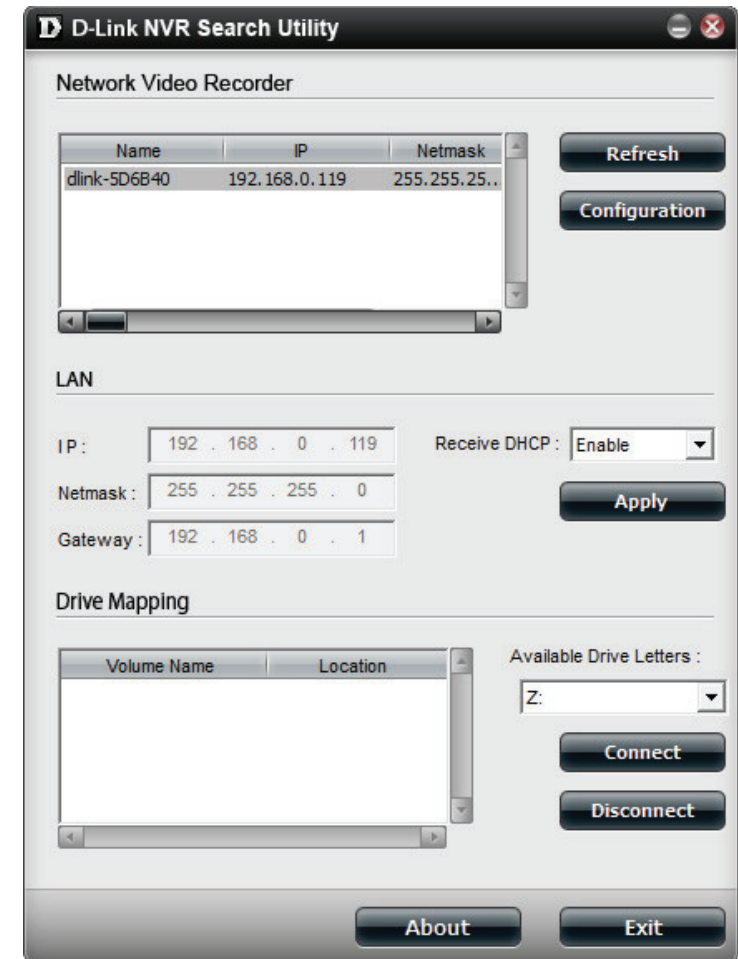 D D-Link NVR Search Utility
Network Video Recorder
Name IP Netmask
dlink-5D6B40 192.168.0.119 255.255.25...
Refresh
Configuration
LAN
IP : 192 . 168 . 0 . 119
Receive DHCP : Enable
Netmask : 255 . 255 . 255 . 0
Apply
Gateway : 192 . 168 . 0 . 1
Drive Mapping
Volume Name Location
Available Drive Letters :
Z:
Connect
Disconnect
About Exit